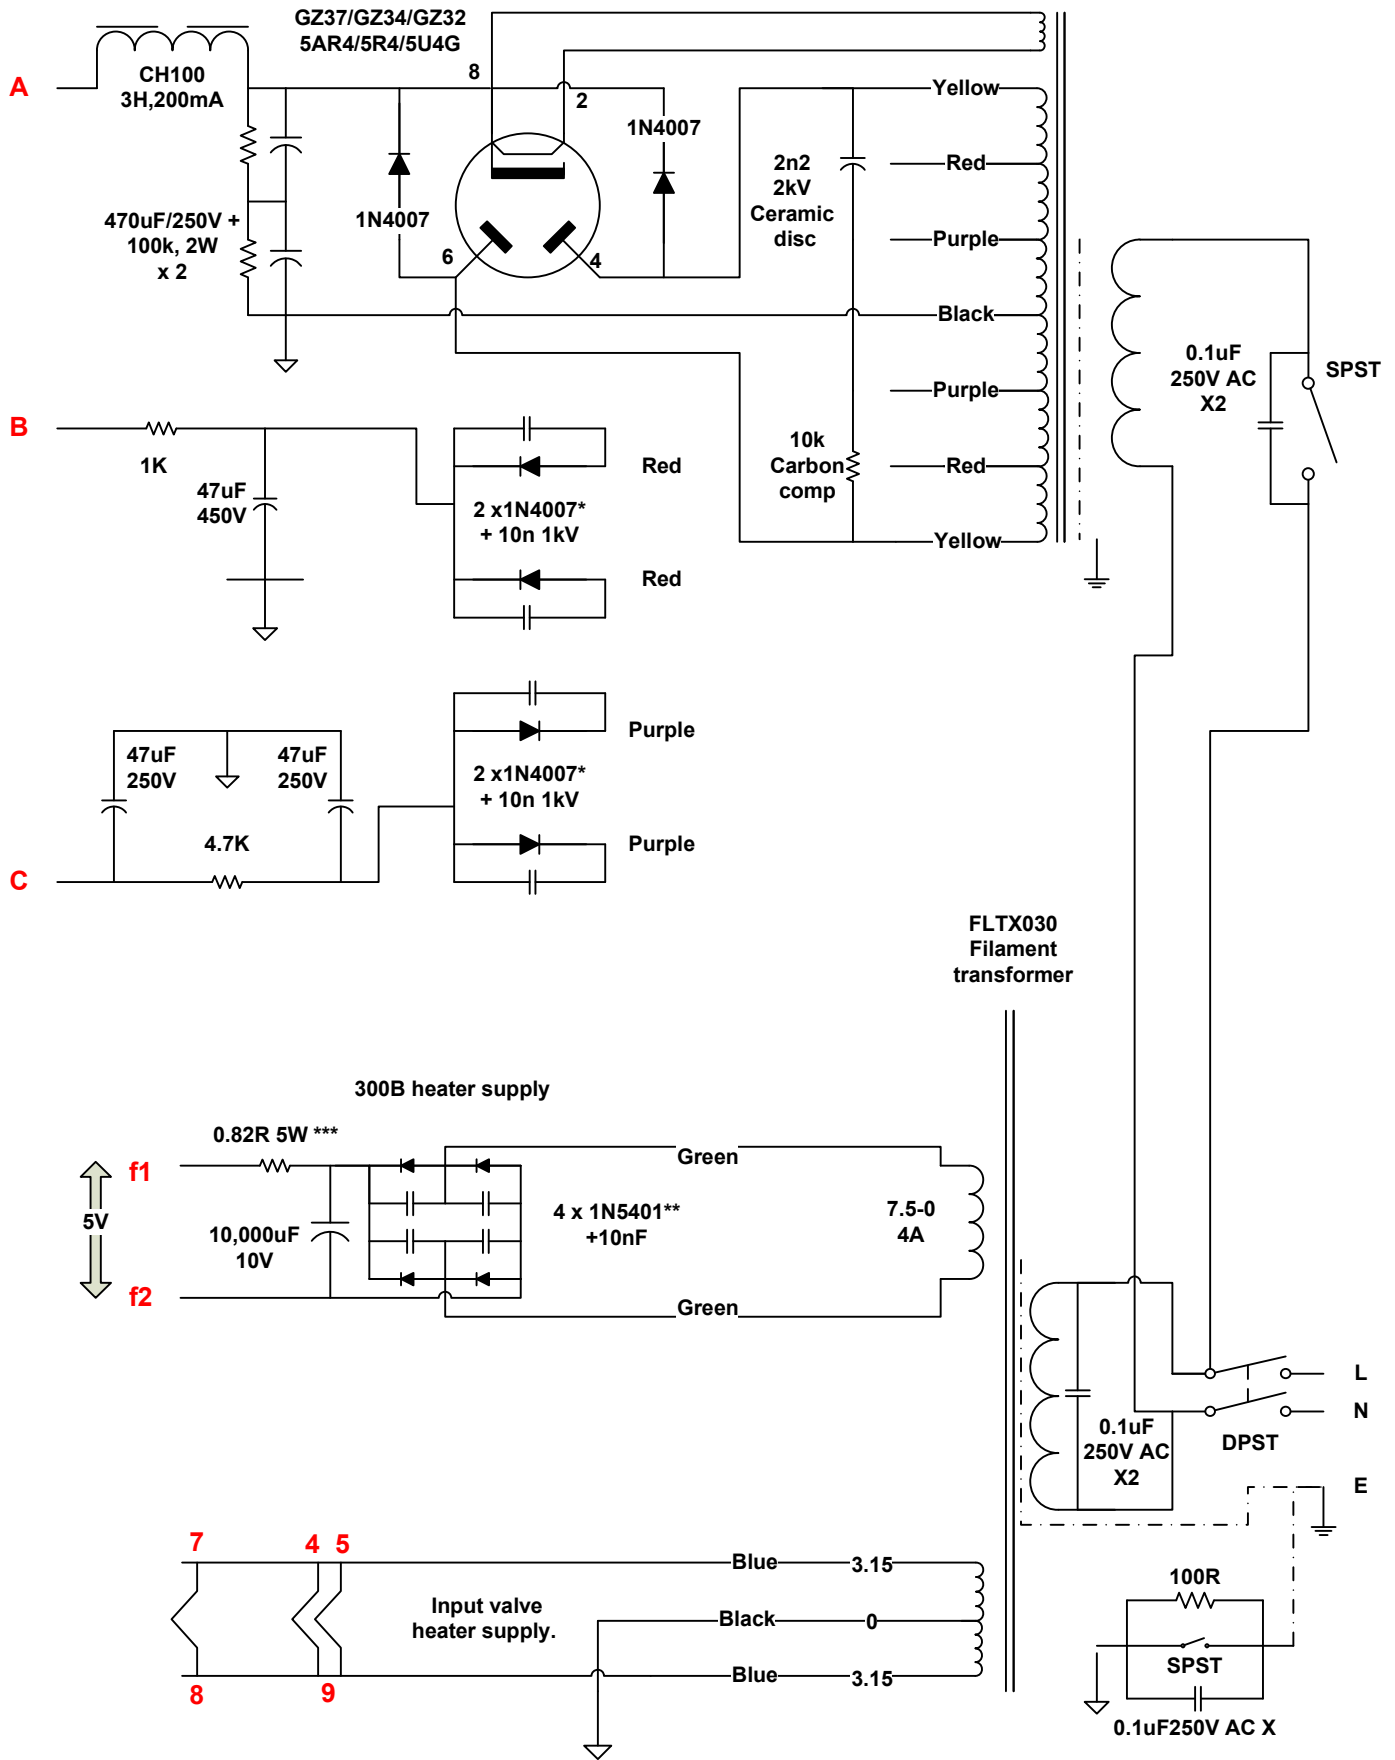 GZ37/GZ34/GZ32
5AR4/5R4/5U4G
A
CH100
3H,200mA
8
2
1N4007
Yellow
2n2
2kV
Ceramic
disc
Red
470uF/250V +
100k, 2W
x 2
1N4007
6
4
Purple
Black
0.1uF
250V AC
X2
SPST
Purple
B
1K
47uF
450V
Red
2 x1N4007*
+ 10n 1kV
Red
10k
Carbon
comp
Red
Yellow
47uF
250V
47uF
250V
Purple
2 x1N4007*
+ 10n 1kV
4.7K
Purple
C
FLTX030
Filament
transformer
300B heater supply
0.82R 5W ***
f1
5V
10,000uF
10V
f2
Green
4 x 1N5401**
+10nF
7.5-0
4A
Green
L
N
0.1uF
250V AC
X2
DPST
E
7
4 5
Blue
3.15
Input valve
heater supply.
Black
0
8
9
Blue
3.15
100R
SPST
0.1uF250V AC X